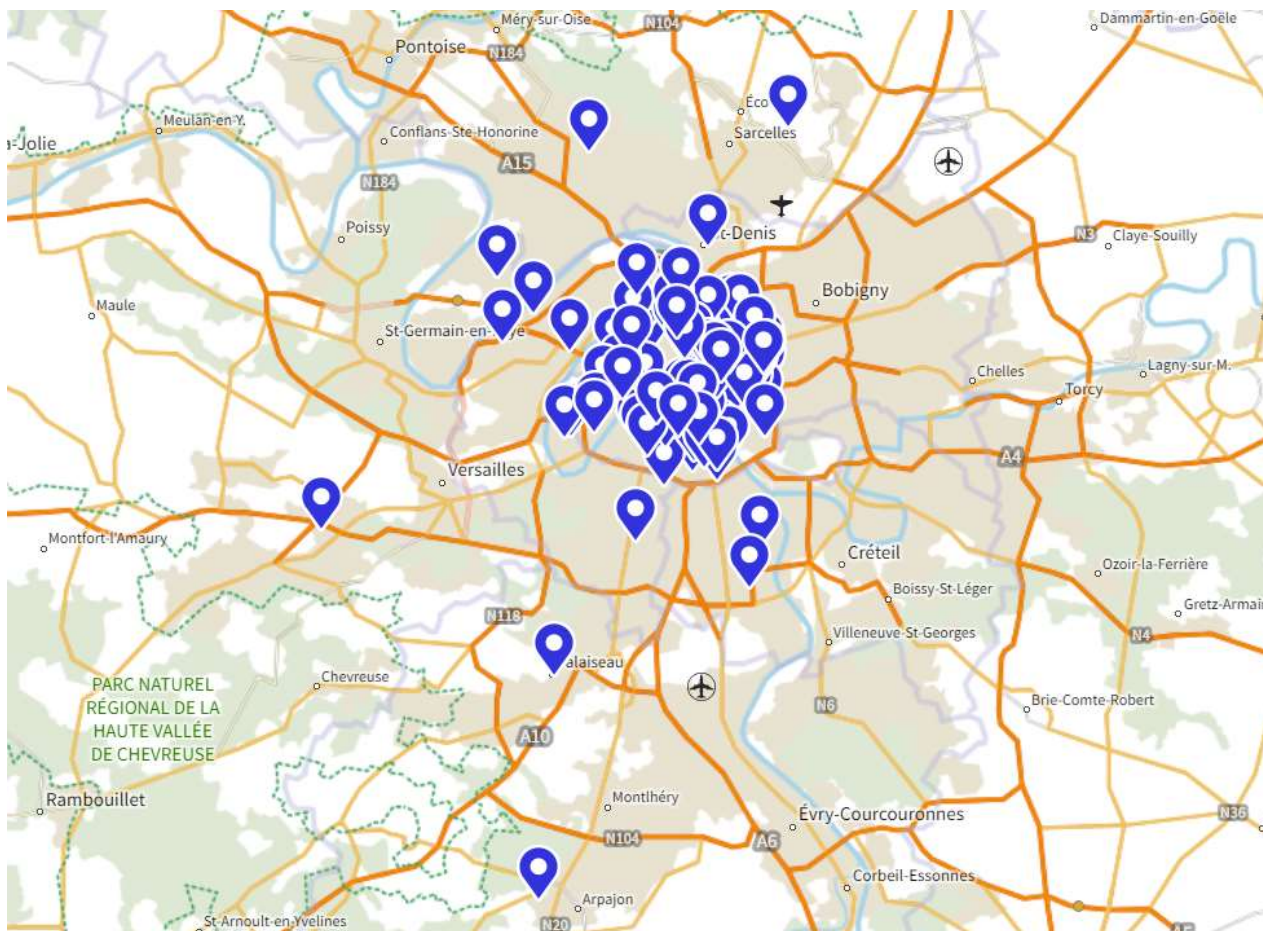 Méry-sur-Oise
N104
Dammartin-en-Goële
Pontoise
N184
Meulan-en-Y.
Conflans-Ste-Honorine
Sarcelles
a-Jolie
A15
N184
Poissy
t-Denis
N3
Claye-Souilly
Maule
Bobigny
St-Germain-en
ye
Chelles
Lagny-sur-M.
Torcy
Versailles
A4
Montfort-l'Amaury
Créteil
Ozoir-la-Ferrière
Boissy-St-Léger
Gretz-Armain
N118
Villeneuve-St-Georges
N4
alaiseau
Chevreuse
PARC NATUREL
RÉGIONAL DE LA
HAUTE VALLÉE
DE CHEVREUSE
N6
Brie-Comte-Robert
A10
Rambouillet
Montlhéry
Évry-Courcouronnes
N36
N104
A6
Corbeil-Essonnes
Arpajon
St-Arnoult-en-Yvelines
N20
A5